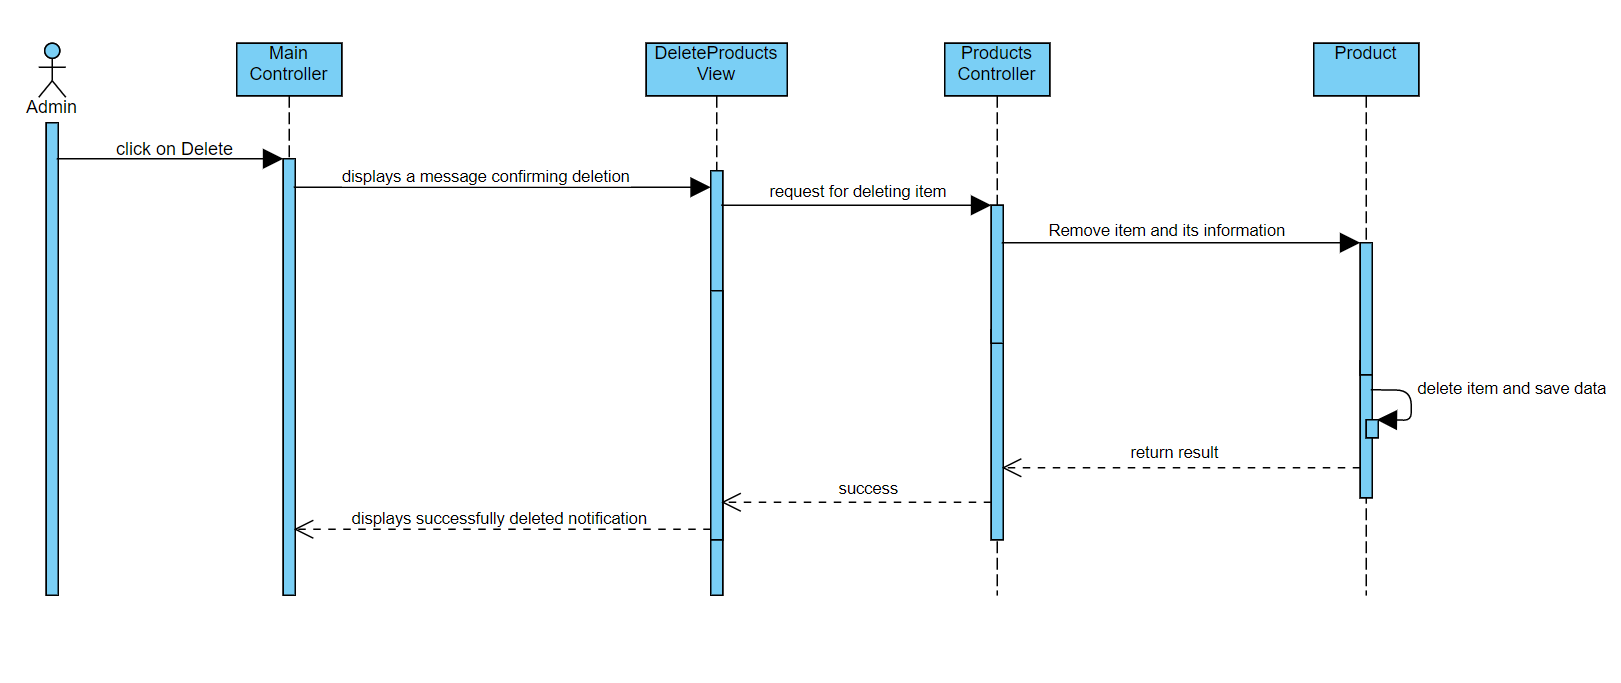 Admin
Main
Controller
DeleteProducts
View
Products
Controller
Product
click on Delete
displays a message confirming deletion
request for deleting item
Remove item and its information
delete item and save data
return result
success
displays successfully deleted notification